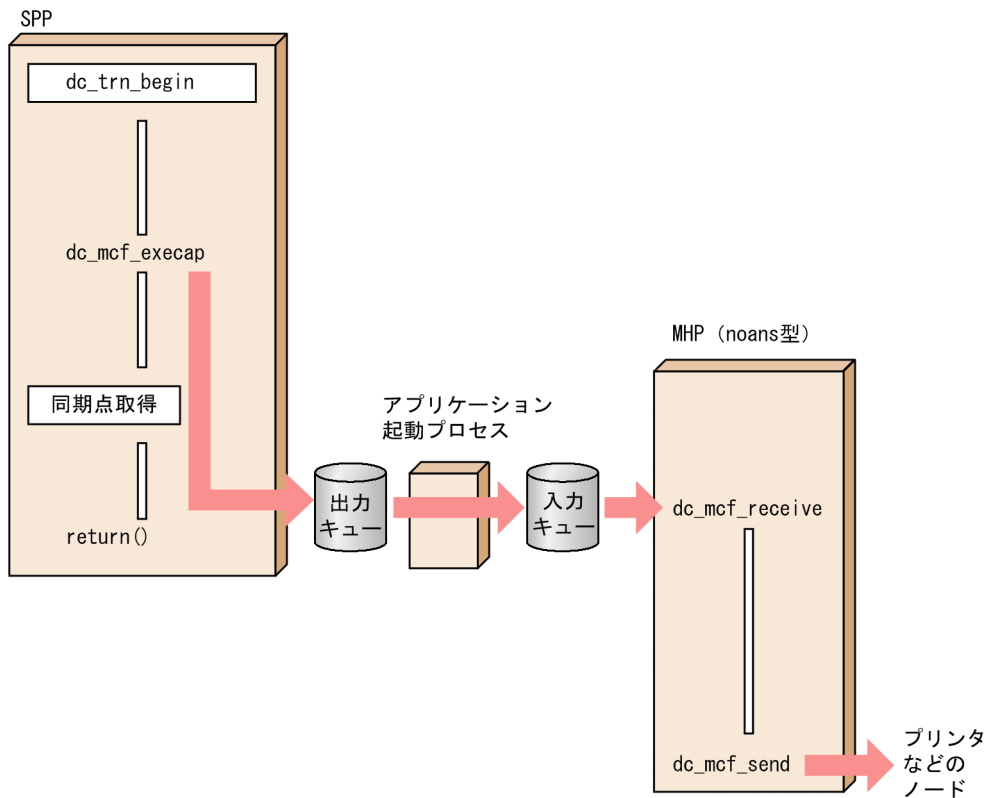 SPP
dc_trn_begin
dc_mcf_execap
同期点取得
return()
出力
キュー
アプリケーション
起動プロセス
入力
キュー
MHP（noans型）
dc_mcf_receive
dc_mcf_send
プリンタ
などの
ノード